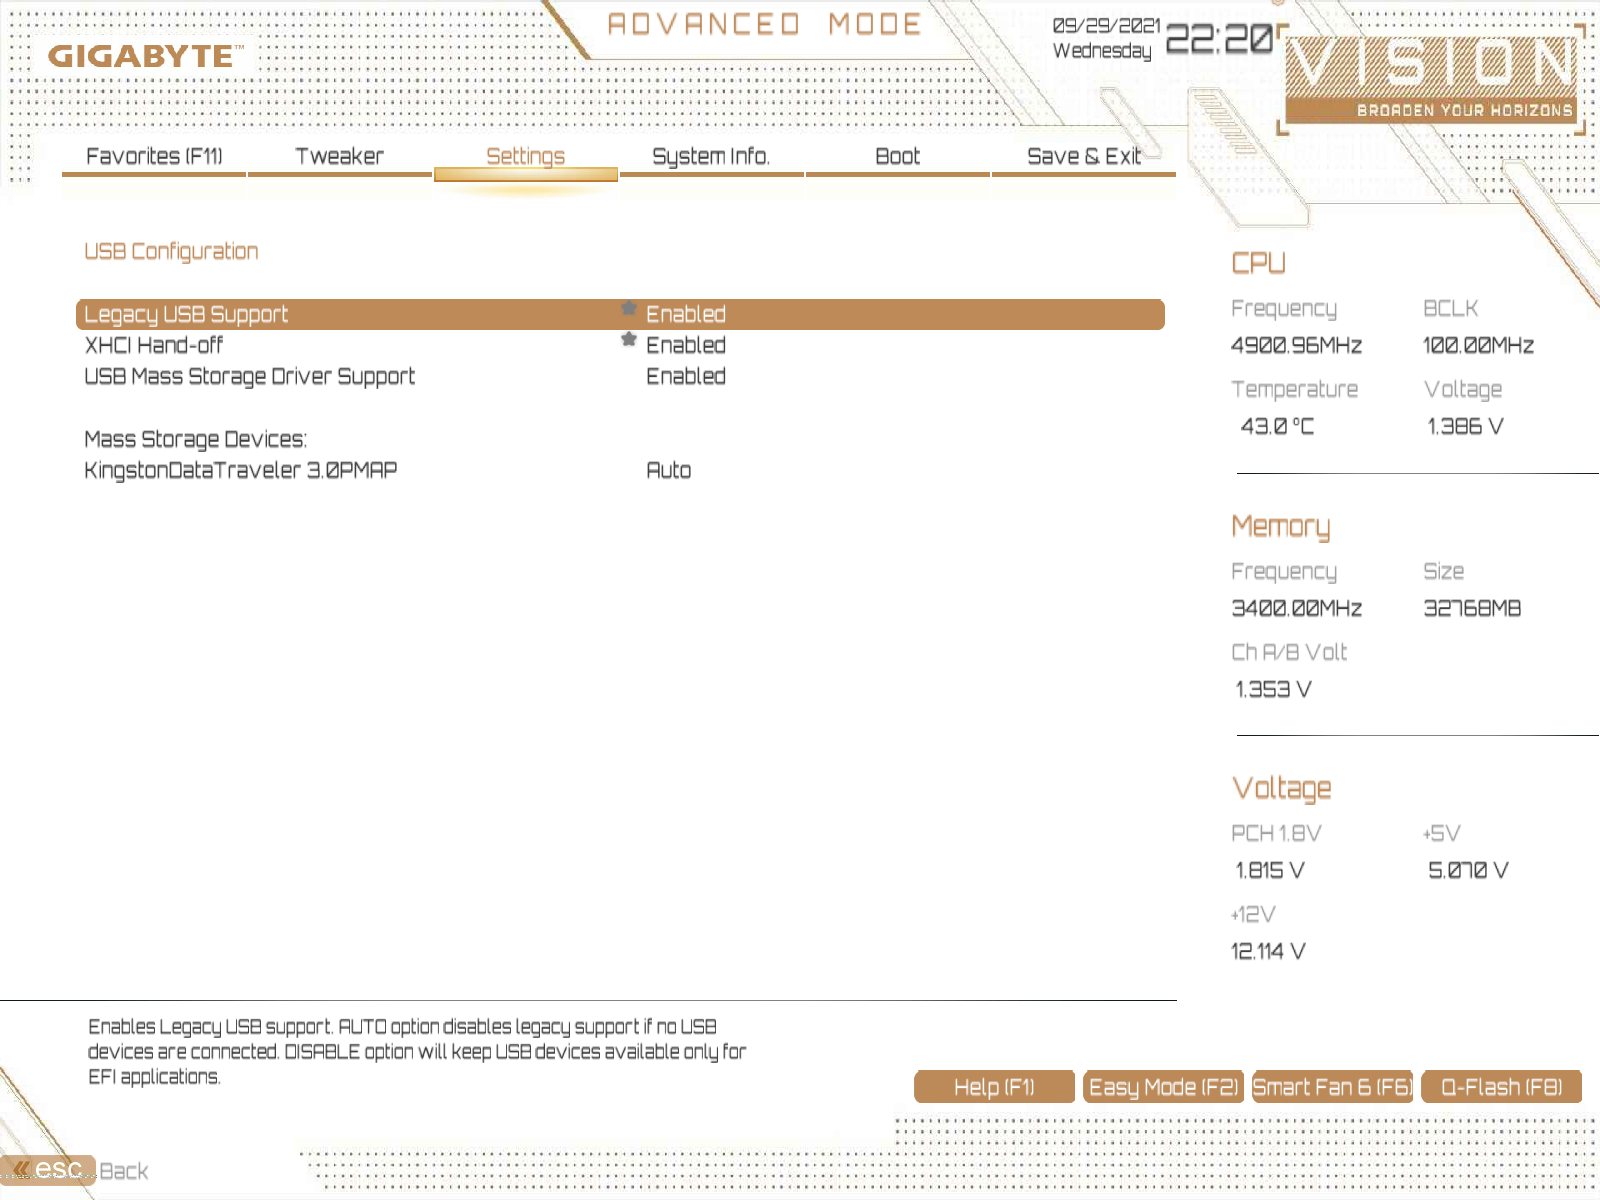 GIGABYTE™
ADVANCED MODE
09/29/2021
Wednesday
22:20
VISION
BROADEN YOUR HORIZONS
Favorites (F11)
Tweaker
Settings
System Info.
Boot
Save & Exit
USB Configuration
Legacy USB Support Enabled
XHCI Hand-off Enabled
USB Mass Storage Driver Support Enabled
Mass Storage Devices:
KingstonDataTraveler 3.0PMAP Auto
CPU
Frequency BCLK
4900.96MHz 100.00MHz
Temperature Voltage
43.0 °C 1.386 V
Memory
Frequency Size
3400.00MHz 32768MB
Ch A/B Volt
1.353 V
Voltage
PCH 1.8V +5V
1.815 V 5.070 V
+12V
12.114 V
Enables Legacy USB support. AUTO option disables legacy support if no USB
devices are connected. DISABLE option will keep USB devices available only for
EFI applications.
Help (F1)
Easy Mode (F2)
Smart Fan 6 (F6)
Q-Flash (F8)
esc Back